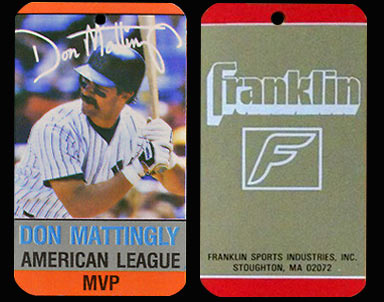 Don Mattingly
DON MATTINGLY
AMERICAN LEAGUE
MVP
Franklin
F
FRANKLIN SPORTS INDUSTRIES, INC.
STOUGHTON, MA 02072